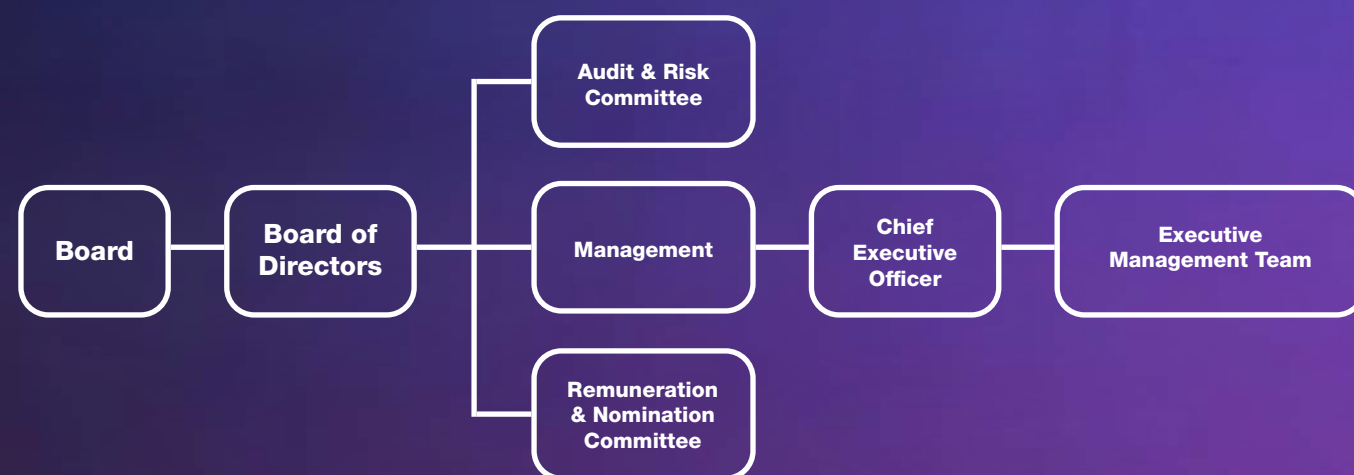 Board
Board of
Directors
Audit & Risk
Committee
Management
Remuneration
& Nomination
Committee
Chief
Executive
Officer
Executive
Management Team